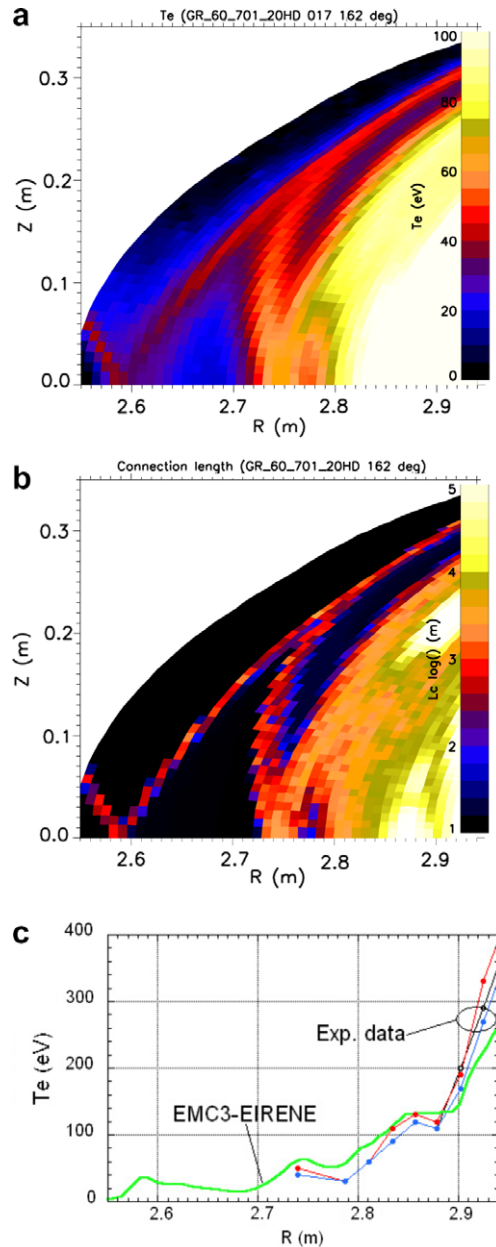 a
Te (GR_60_701_20HD 017 162 deg)
0.3
0.2
0.1
0.0
Z (m)
2.6 2.7 2.8 2.9
R (m)
100
80
60
40
20
0
Te (eV)
b
Connection length (GR_60_701_20HD 162 deg)
0.3
0.2
0.1
0.0
Z (m)
2.6 2.7 2.8 2.9
R (m)
5
4
3
2
1
Lc log() (m)
c
400
300
200
100
0
Te (eV)
Exp. data
EMC3-EIRENE
2.6 2.7 2.8 2.9
R (m)